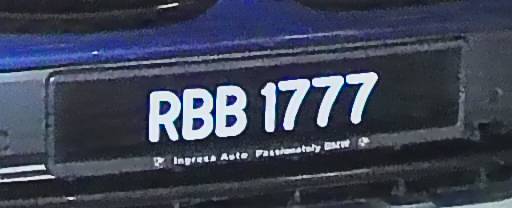 RBB 1777
Ingress Auto Passionately BMW